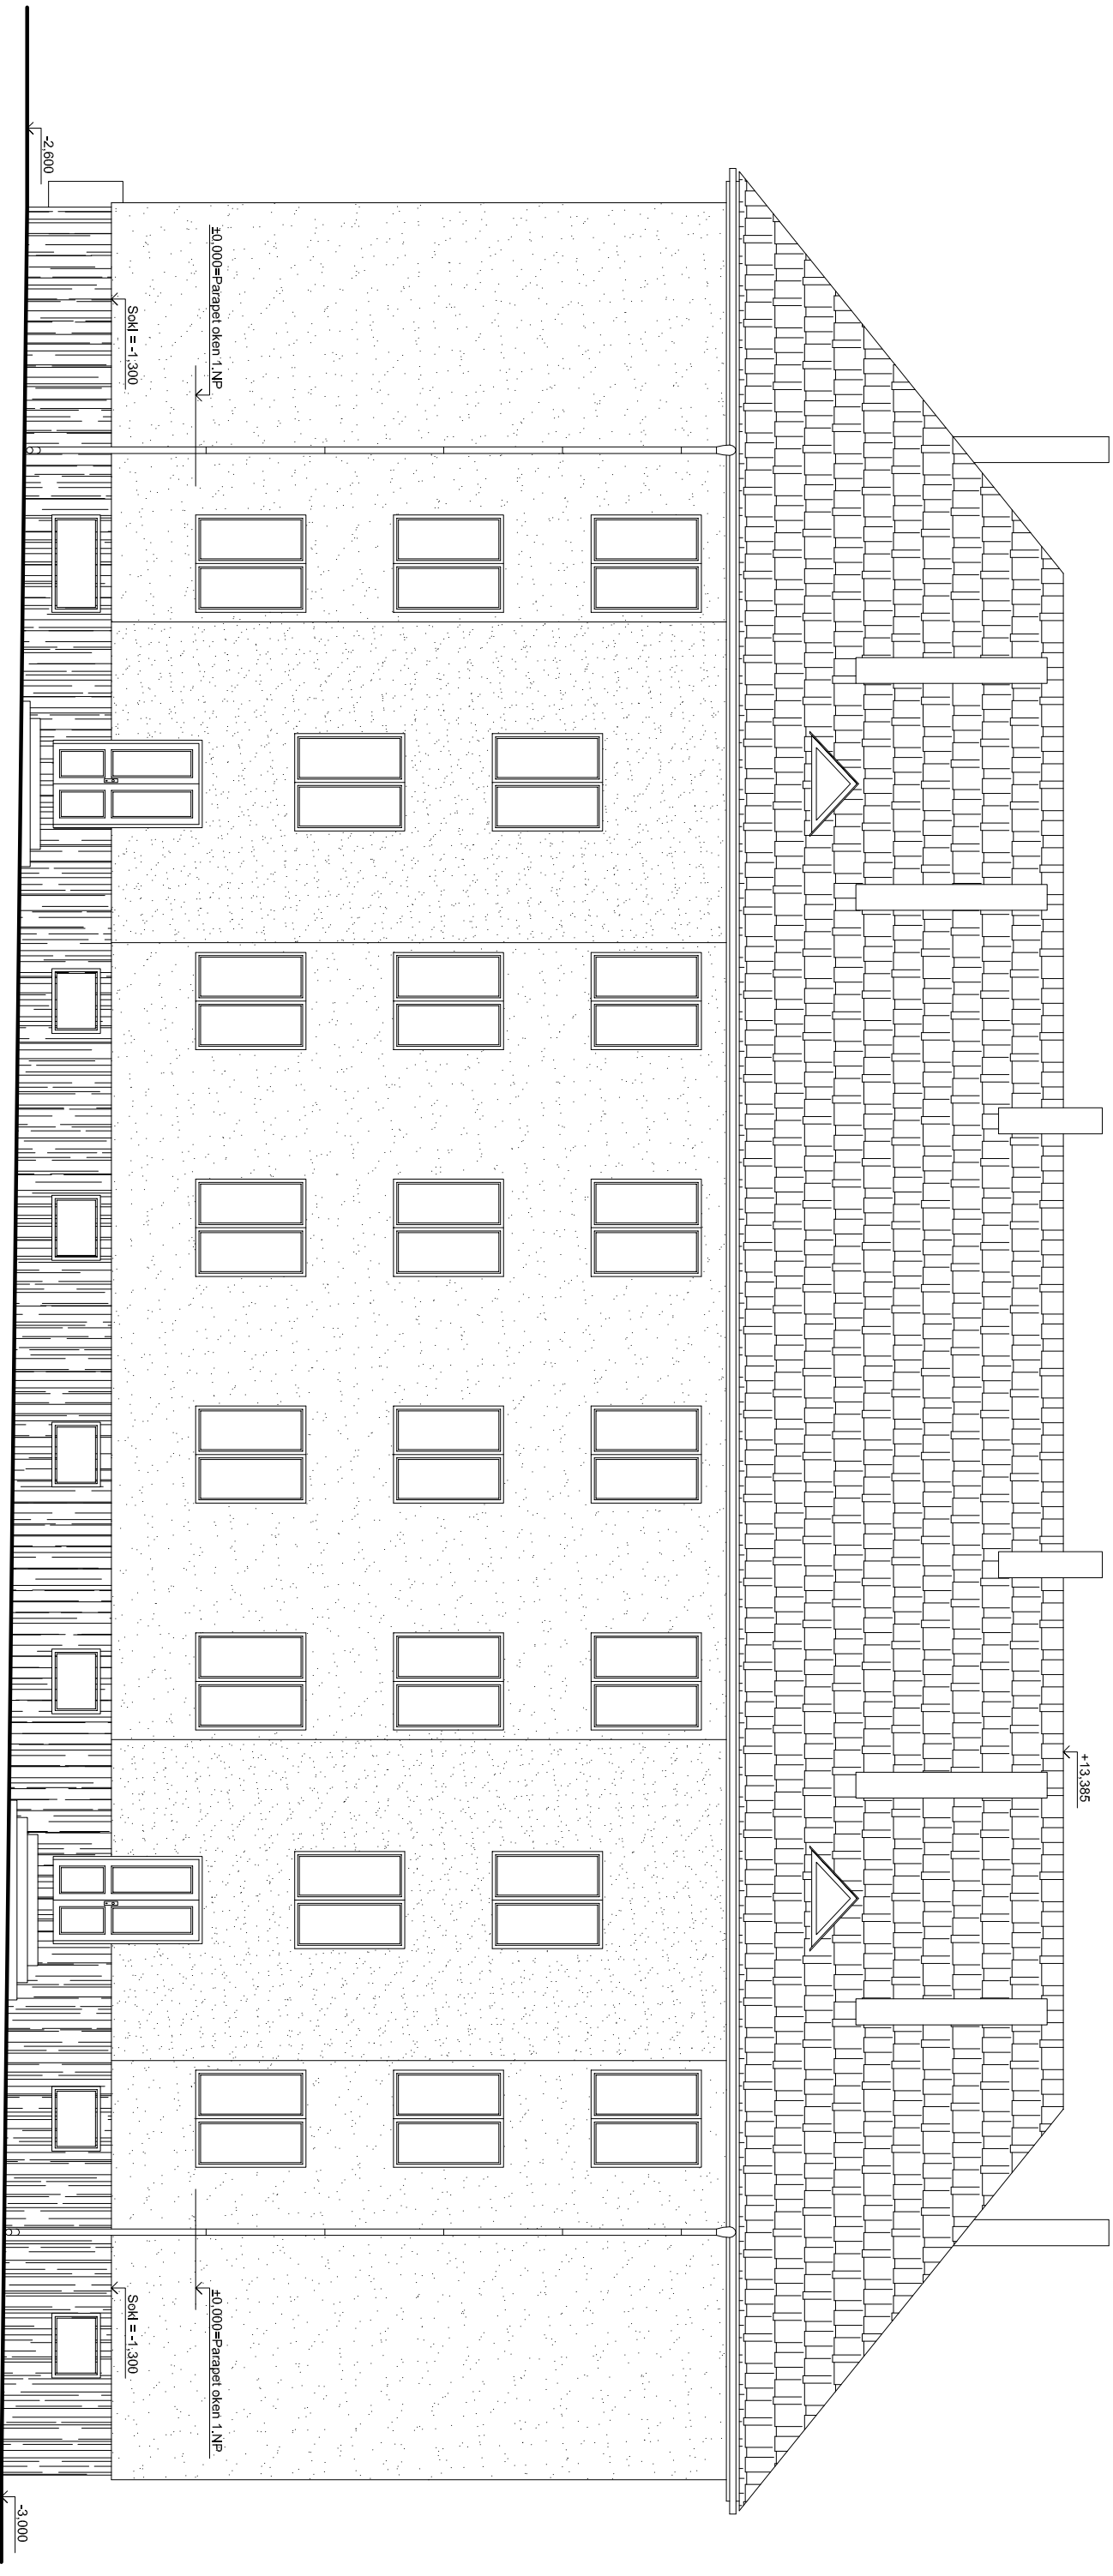 +13,385
±0,000=Parapet oken 1.NP
±0,000=Parapet oken 1.NP
Sokl = -1,300
Sokl = -1,300
-2,600
-3,000